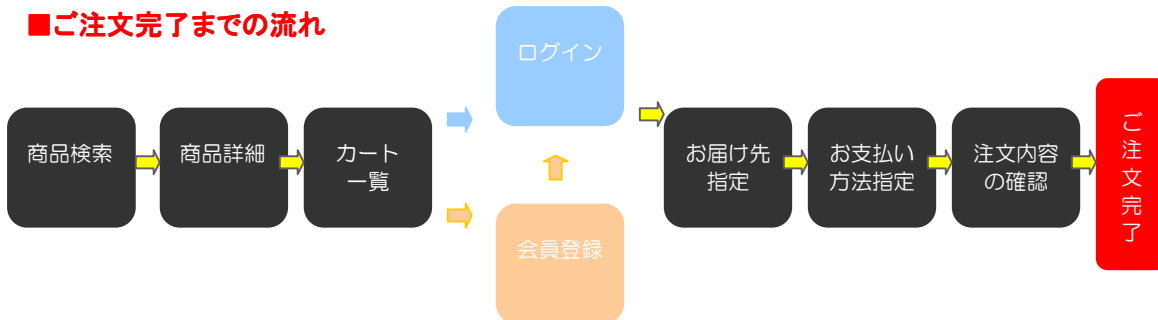 ■ご注文完了までの流れ
商品検索
商品詳細
カート
一覧
ログイン
会員登録
お届け先
指定
お支払い
方法指定
注文内容
の確認
ご注文完了